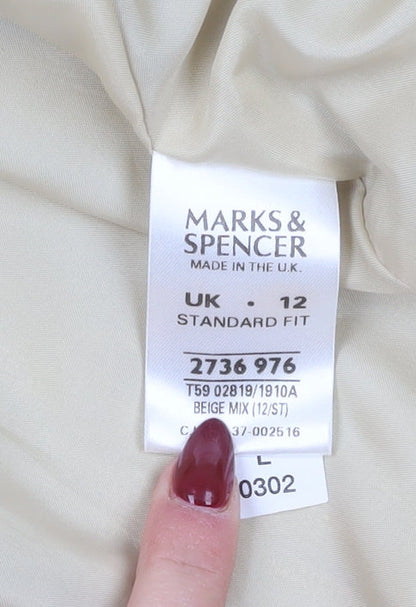 MARKS &
SPENCER
MADE IN THE U.K.
UK • 12
STANDARD FIT
2736 976
T59 02819/1910A
BEIGE MIX (12/ST)
37-002516
L
0302